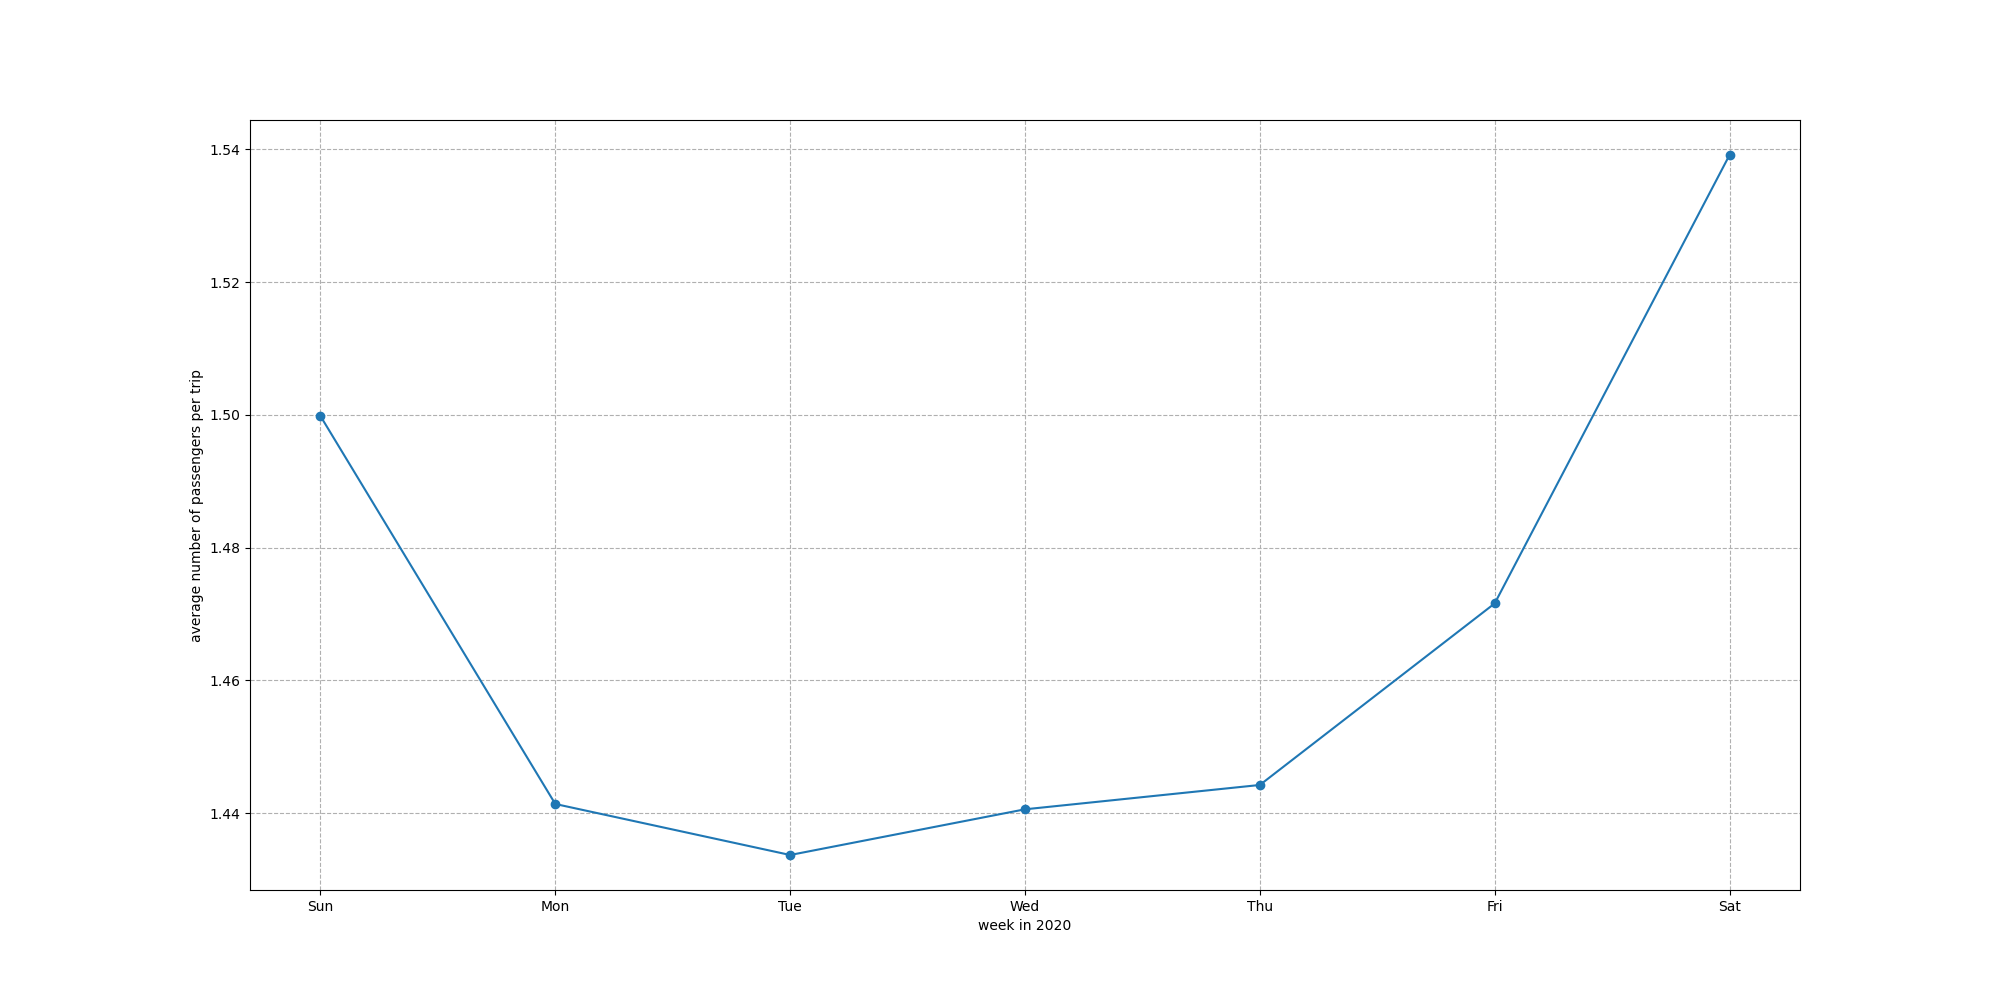 1.54
1.52
1.50
1.48
1.46
1.44
average number of passengers per trip
Sun Mon Tue Wed Thu Fri Sat
week in 2020